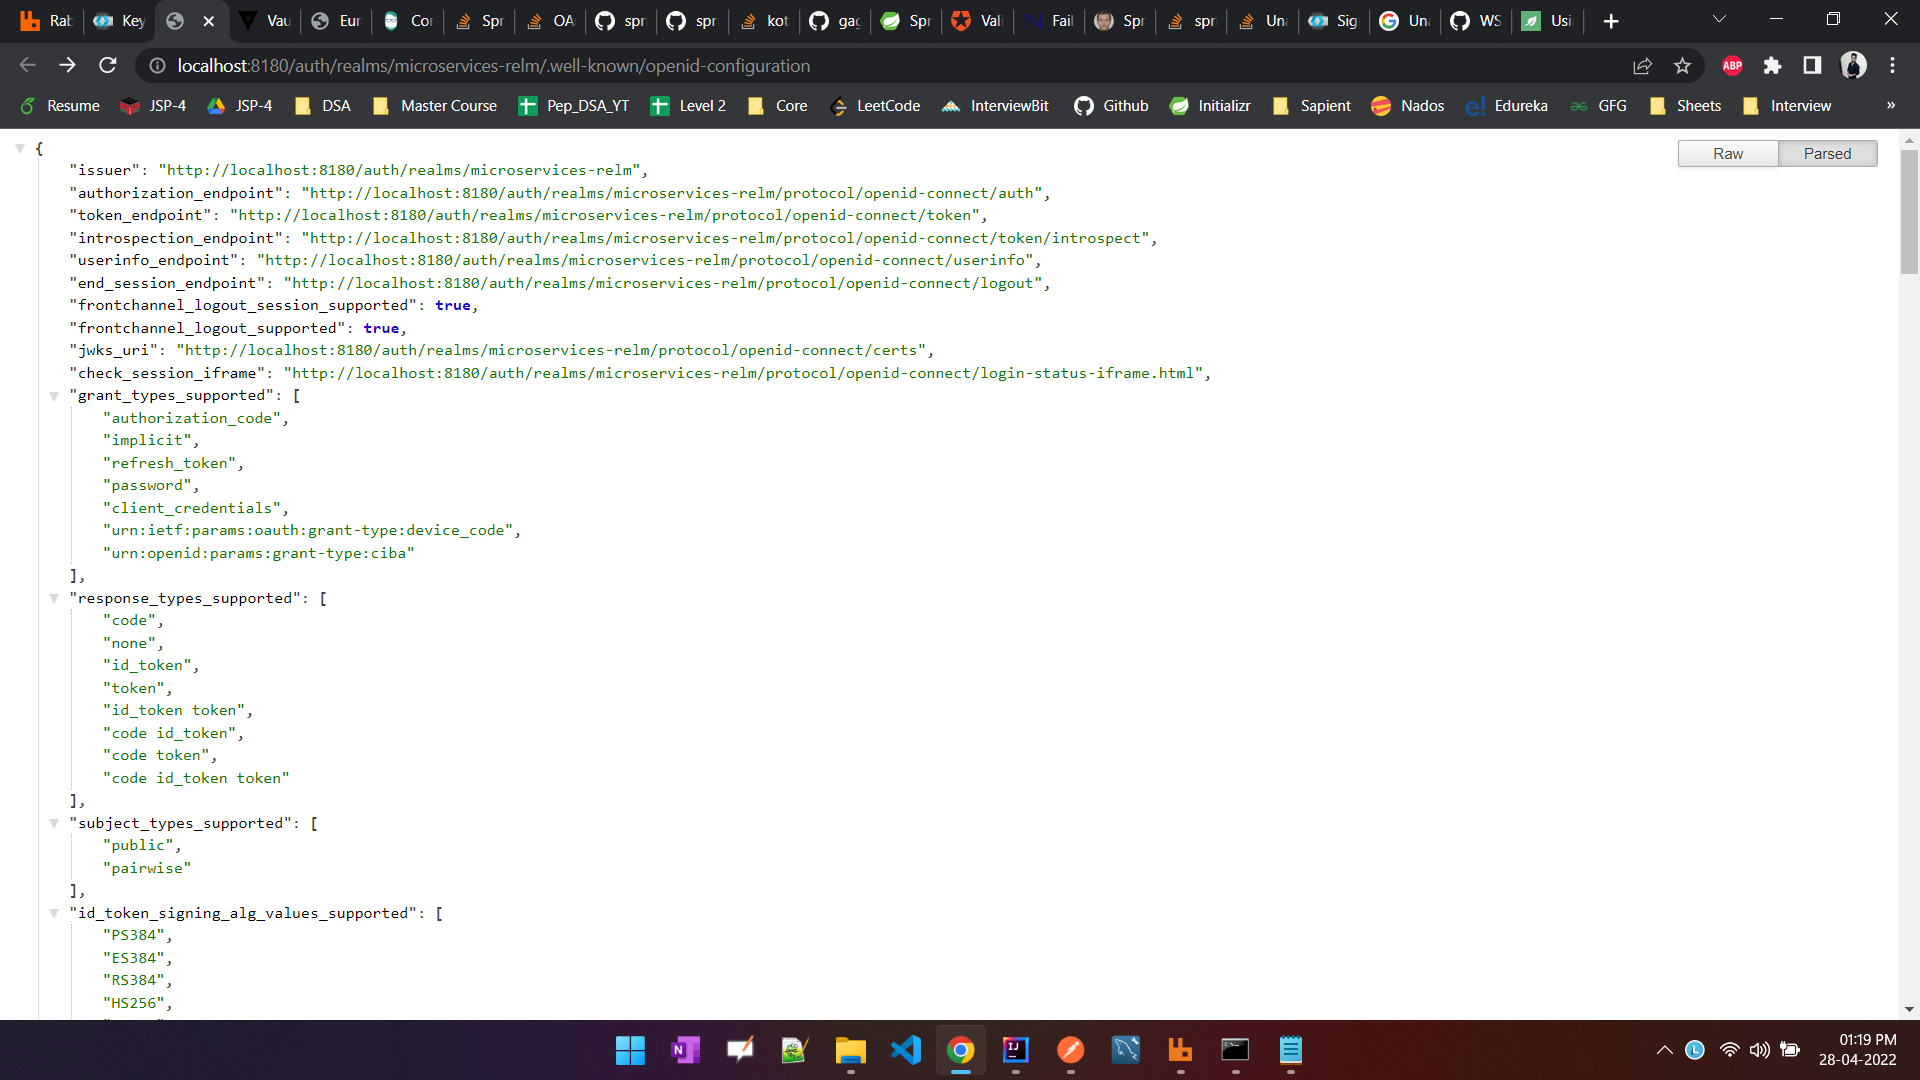 Rab
Key
Vau
Eur
Cor
Spr
OA
spr
spr
kot
gag
Spr
Vali
Fail
Spr
spr
Una
Sig
Una
WS
Usi
localhost:8180/auth/realms/microservices-relm/.well-known/openid-configuration
ABP
Resume
JSP-4
JSP-4
DSA
Master Course
Pep_DSA_YT
Level 2
Core
LeetCode
InterviewBit
Github
Initializr
Sapient
Nados
Edureka
GFG
Sheets
Interview
»
Raw
Parsed
{
"issuer": "http://localhost:8180/auth/realms/microservices-relm",
"authorization_endpoint": "http://localhost:8180/auth/realms/microservices-relm/protocol/openid-connect/auth",
"token_endpoint": "http://localhost:8180/auth/realms/microservices-relm/protocol/openid-connect/token",
"introspection_endpoint": "http://localhost:8180/auth/realms/microservices-relm/protocol/openid-connect/token/introspect",
"userinfo_endpoint": "http://localhost:8180/auth/realms/microservices-relm/protocol/openid-connect/userinfo",
"end_session_endpoint": "http://localhost:8180/auth/realms/microservices-relm/protocol/openid-connect/logout",
"frontchannel_logout_session_supported": true,
"frontchannel_logout_supported": true,
"jwks_uri": "http://localhost:8180/auth/realms/microservices-relm/protocol/openid-connect/certs",
"check_session_iframe": "http://localhost:8180/auth/realms/microservices-relm/protocol/openid-connect/login-status-iframe.html",
"grant_types_supported": [
"authorization_code",
"implicit",
"refresh_token",
"password",
"client_credentials",
"urn:ietf:params:oauth:grant-type:device_code",
"urn:openid:params:grant-type:ciba"
],
"response_types_supported": [
"code",
"none",
"id_token",
"token",
"id_token token",
"code id_token",
"code token",
"code id_token token"
],
"subject_types_supported": [
"public",
"pairwise"
],
"id_token_signing_alg_values_supported": [
"PS384",
"ES384",
"RS384",
"HS256",
01:19 PM
28-04-2022